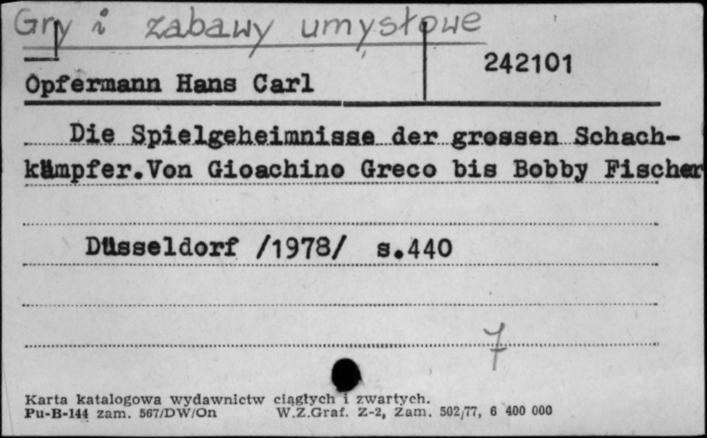 Gry i zabawy umysłowe
242101
Opfermann Hans Carl
Die Spielgeheimnisse der grossen Schach-
kämpfer.Von Gioachino Greco bis Bobby Fischer
Düsseldorf /1978/ s.440
7
Karta katalogowa wydawnictw ciągłych i zwartych.
Pu-B-144 zam. 567/DW/On W.Z.Graf. Z-2, Zam. 502/77, 6 400 000